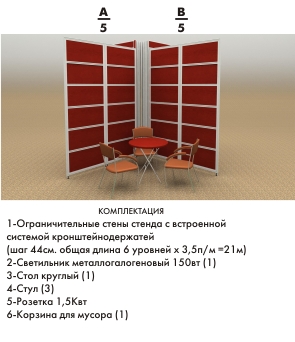 A B
5 5
КОМПЛЕКТАЦИЯ
1-Ограничительные стены стенда с встроенной
системой кронштейнодержатей
(шаг 44см. общая длина 6 уровней х 3,5п/м =21м)
2-Светильник металлогалогеновый 150вт (1)
3-Стол круглый (1)
4-Стул (3)
5-Розетка 1,5Квт
6-Корзина для мусора (1)